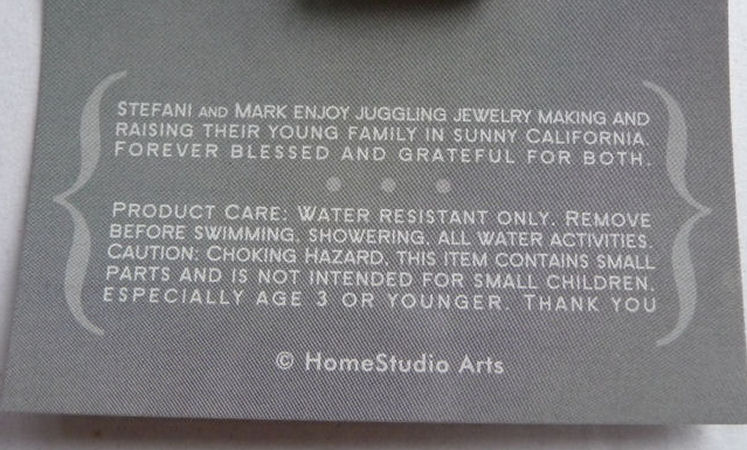 STEFANI AND MARK ENJOY JUGGLING JEWELRY MAKING AND
RAISING THEIR YOUNG FAMILY IN SUNNY CALIFORNIA.
FOREVER BLESSED AND GRATEFUL FOR BOTH.
PRODUCT CARE: WATER RESISTANT ONLY. REMOVE
BEFORE SWIMMING, SHOWERING, ALL WATER ACTIVITIES.
CAUTION: CHOKING HAZARD, THIS ITEM CONTAINS SMALL
PARTS AND IS NOT INTENDED FOR SMALL CHILDREN,
ESPECIALLY AGE 3 OR YOUNGER. THANK YOU
© HomeStudio Arts